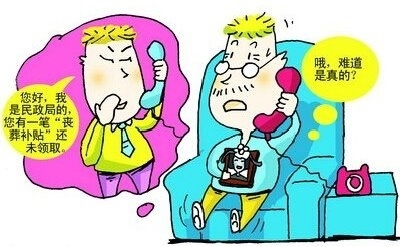 您好，我
是民政局的，
您有一笔“丧
葬补贴”还
未领取。
哦，难道
是真的？